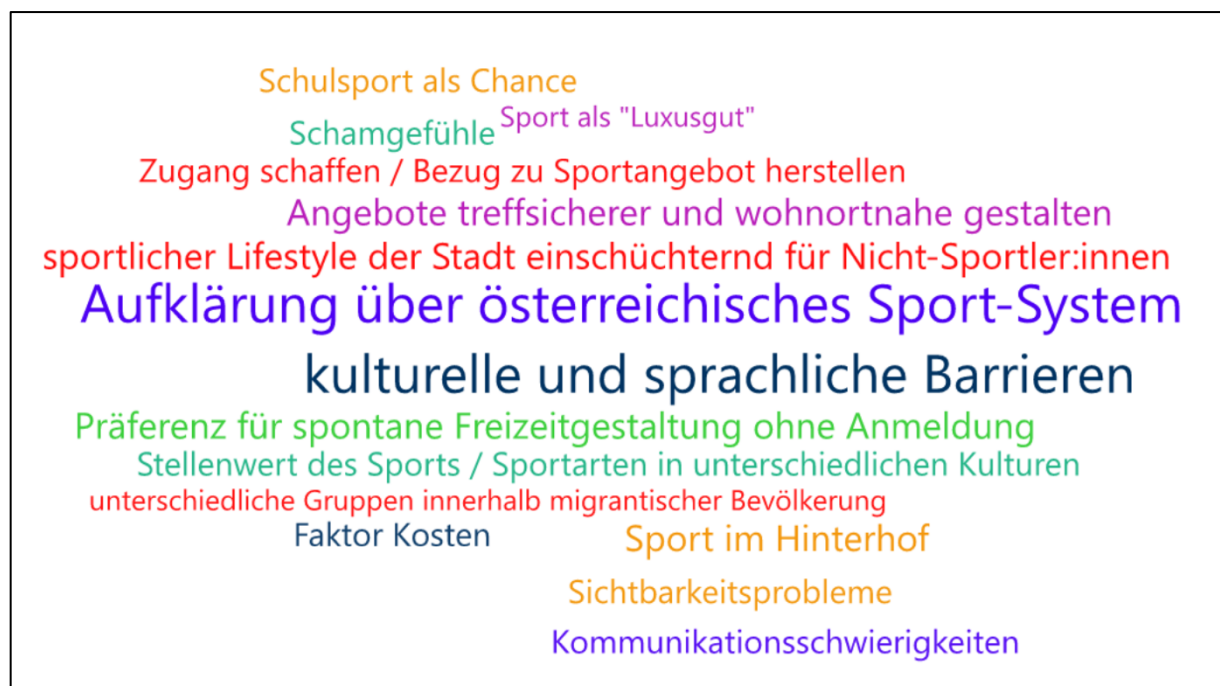 Schulsport als Chance
Sport als "Luxusgut"
Schamgefühle
Zugang schaffen / Bezug zu Sportangebot herstellen
Angebote treffsicherer und wohnortnahe gestalten
sportlicher Lifestyle der Stadt einschüchternd für Nicht-Sportler:innen
Aufklärung über österreichisches Sport-System
kulturelle und sprachliche Barrieren
Präferenz für spontane Freizeitgestaltung ohne Anmeldung
Stellenwert des Sports / Sportarten in unterschiedlichen Kulturen
unterschiedliche Gruppen innerhalb migrantischer Bevölkerung
Faktor Kosten
Sport im Hinterhof
Sichtbarkeitsprobleme
Kommunikationsschwierigkeiten